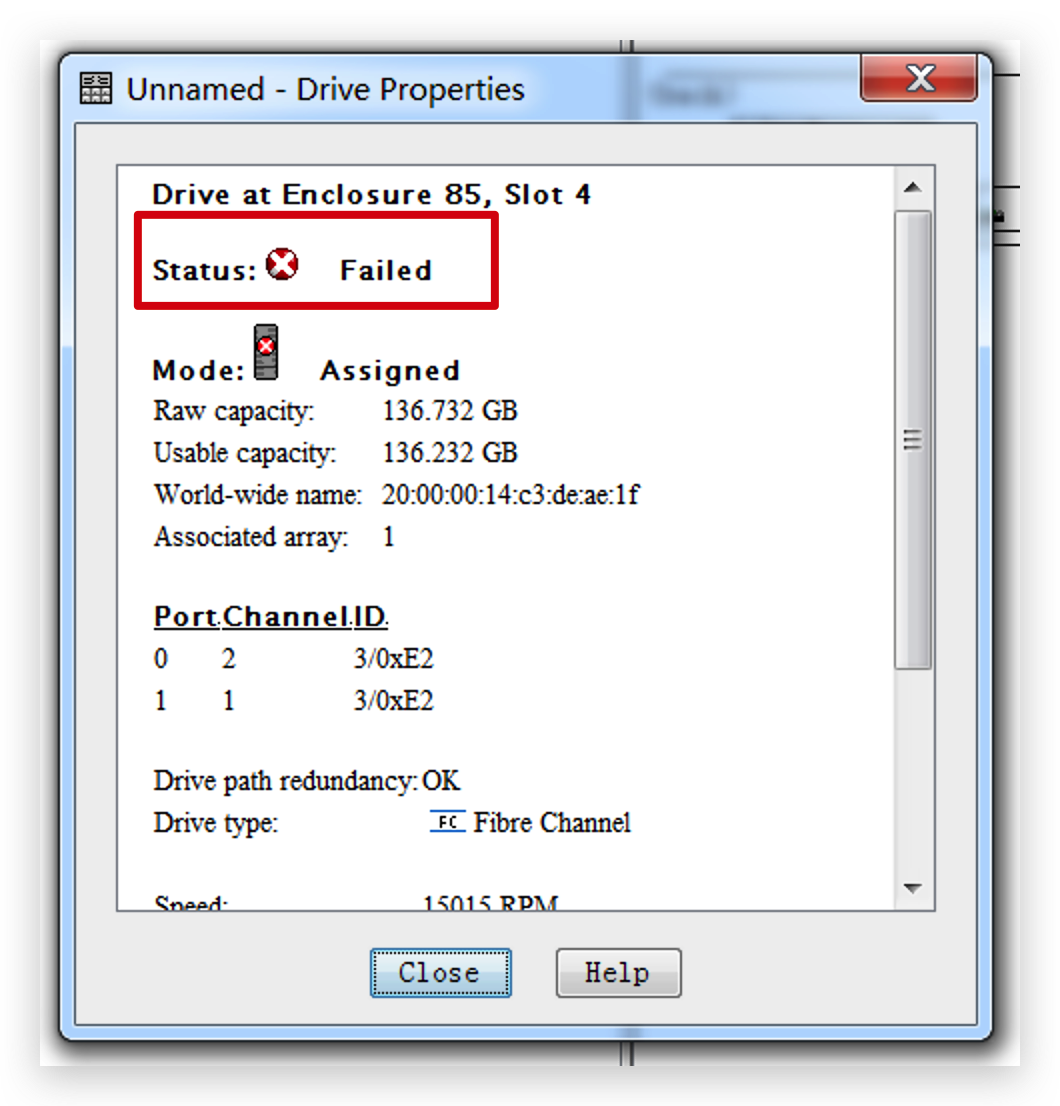 Unnamed - Drive Properties
X
Drive at Enclosure 85, Slot 4
Status: Failed
Mode: Assigned
Raw capacity: 136.732 GB
Usable capacity: 136.232 GB
World-wide name: 20:00:00:14:c3:de:ae:1f
Associated array: 1
Port Channel ID
0 2 3/0xE2
1 1 3/0xE2
Drive path redundancy: OK
Drive type: FC Fibre Channel
Speed: 15015 RPM
Close Help